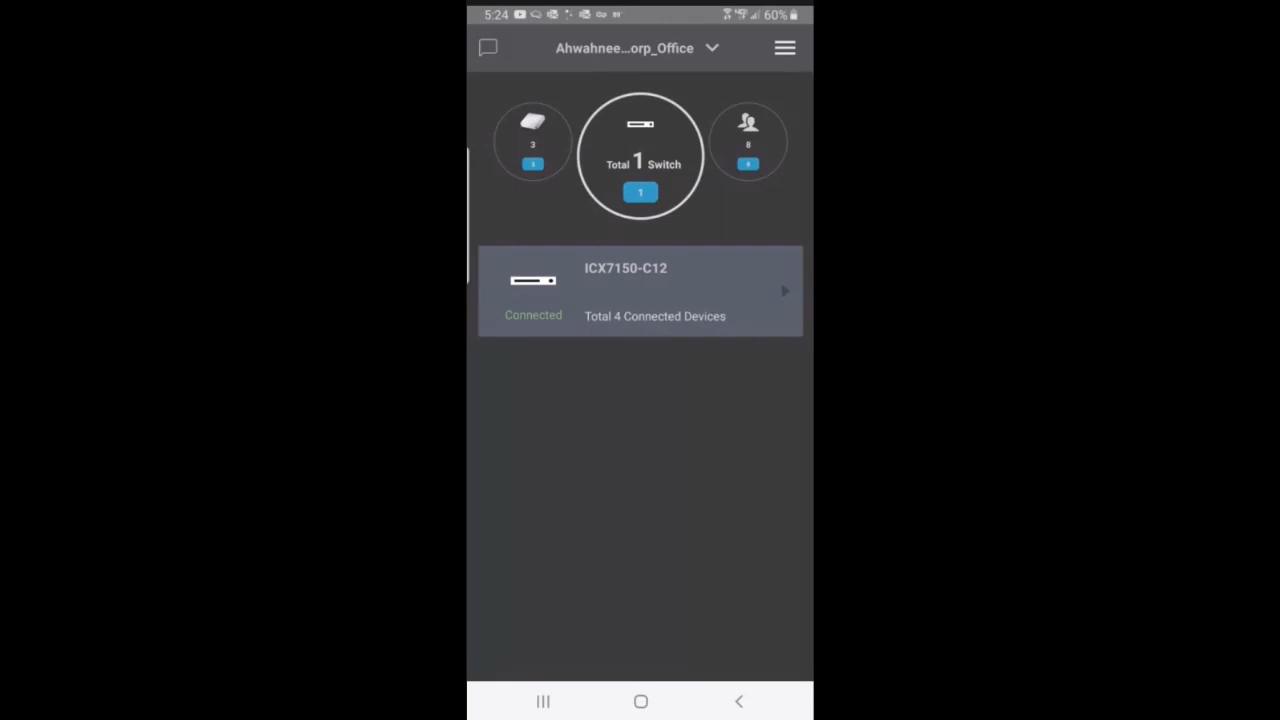 5:24
60%
Ahwahnee...orp_Office
3
Total 1 Switch
1
8
ICX7150-C12
Connected
Total 4 Connected Devices